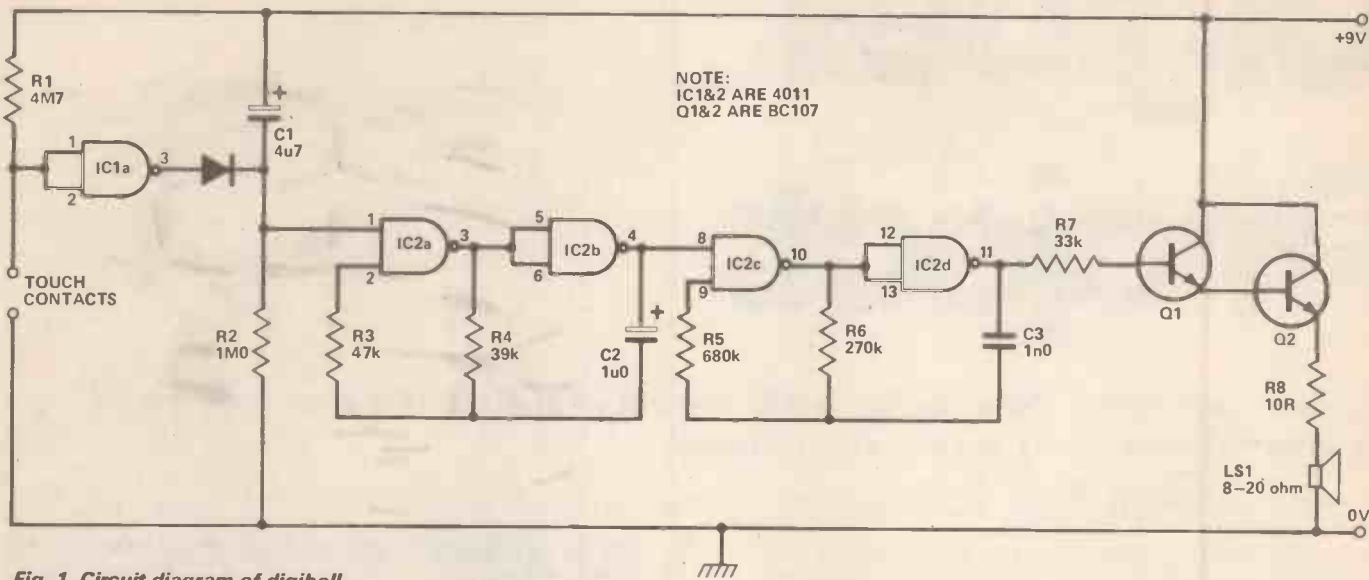 +9V
NOTE:
IC1&2 ARE 4011
Q1&2 ARE BC107
R1
4M7
1
2
IC1a
3
+
C1
4u7
TOUCH
CONTACTS
R2
1M0
1
2
IC2a
3
R3
47k
R4
39k
5
6
IC2b
4
+
C2
1u0
8
9
IC2c
10
R5
680k
R6
270k
12
13
IC2d
11
C3
1n0
R7
33k
Q1
Q2
R8
10R
LS1
8–20 ohm
0V
Fig. 1. Circuit diagram of digibell